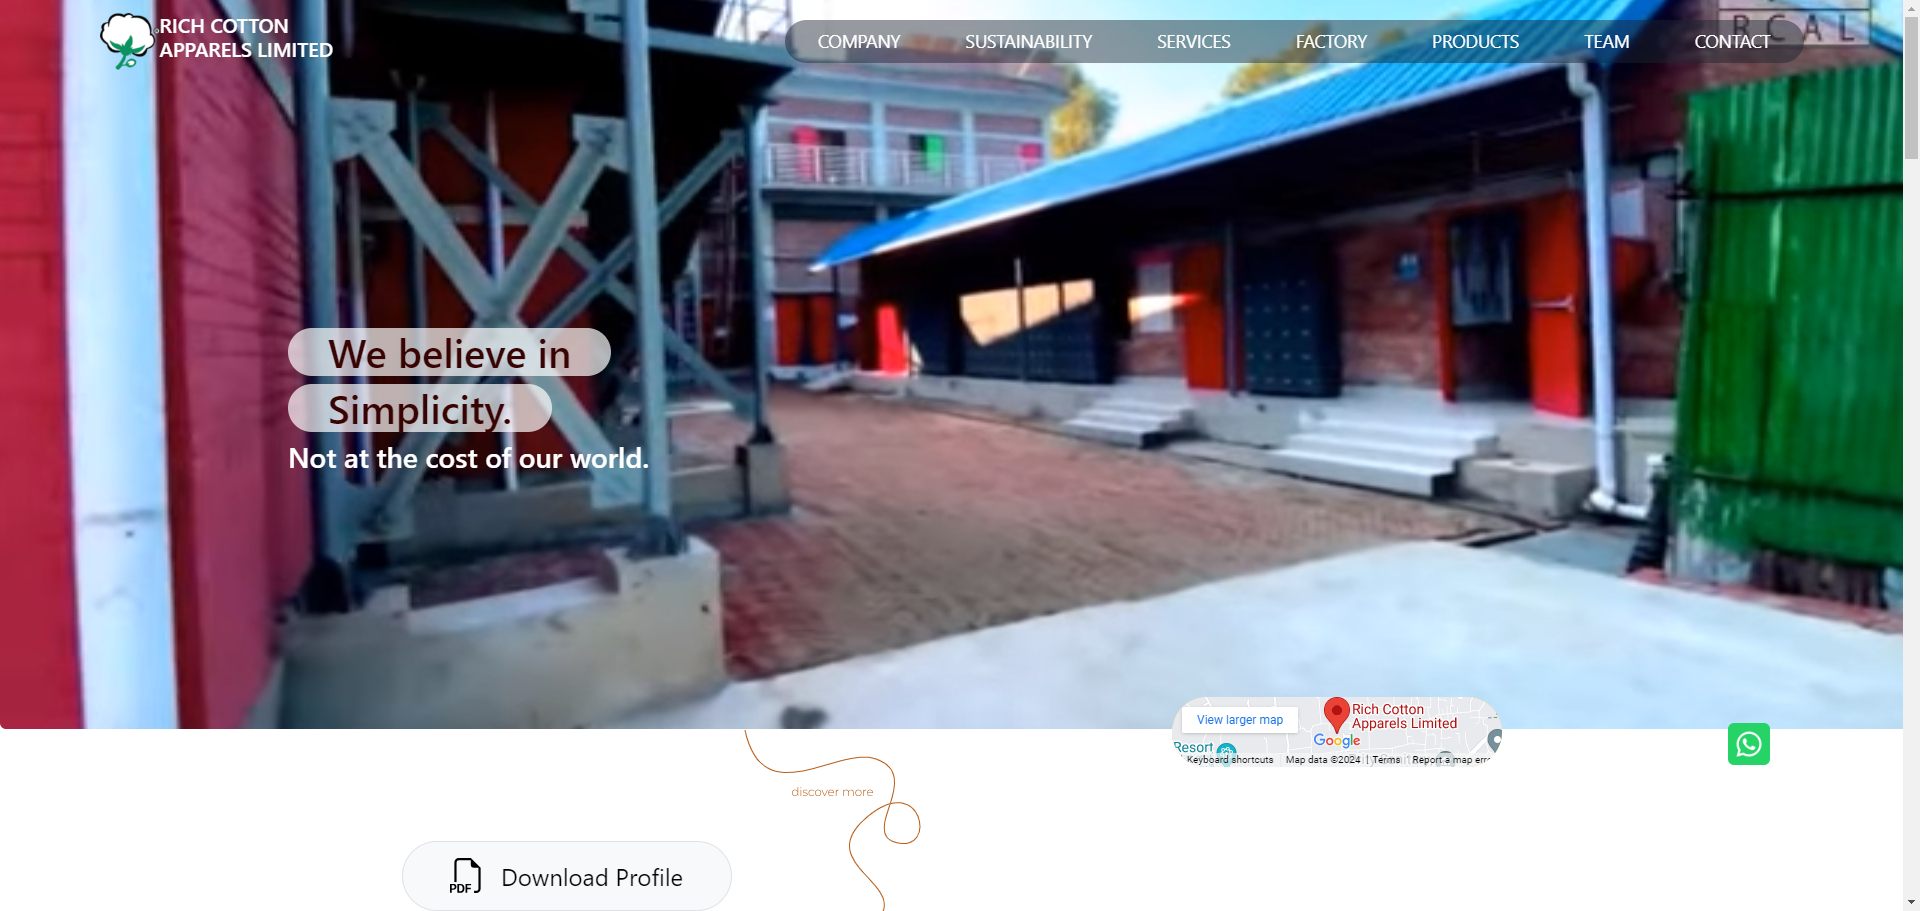 RICH COTTON
APPARELS LIMITED
COMPANY
SUSTAINABILITY
SERVICES
FACTORY
PRODUCTS
TEAM
CONTACT
RCAL
We believe in
Simplicity.
Not at the cost of our world.
View larger map
Rich Cotton
Apparels Limited
Google
Resort
Keyboard shortcuts
Map data ©2024
Terms
Report a map erro
discover more
PDF
Download Profile